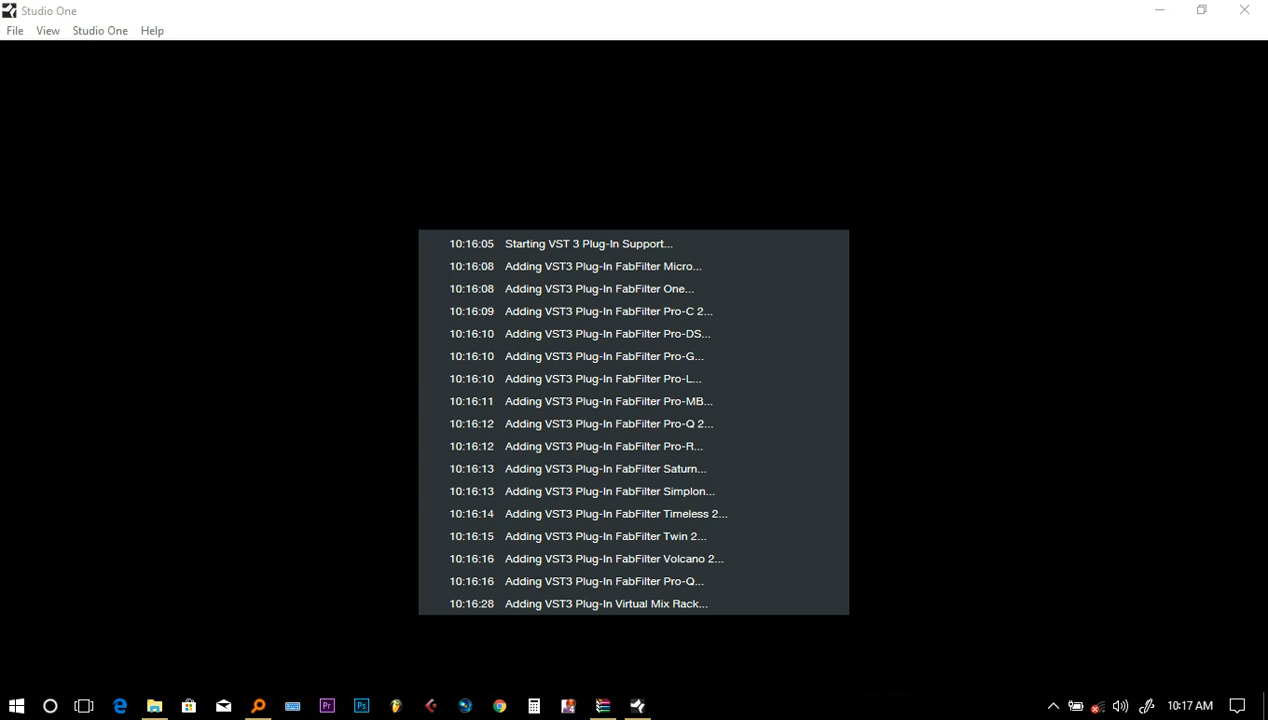 Studio One
File View Studio One Help
10:16:05 Starting VST 3 Plug-In Support...
10:16:08 Adding VST3 Plug-In FabFilter Micro...
10:16:08 Adding VST3 Plug-In FabFilter One...
10:16:09 Adding VST3 Plug-In FabFilter Pro-C 2...
10:16:10 Adding VST3 Plug-In FabFilter Pro-DS...
10:16:10 Adding VST3 Plug-In FabFilter Pro-G...
10:16:10 Adding VST3 Plug-In FabFilter Pro-L...
10:16:11 Adding VST3 Plug-In FabFilter Pro-MB...
10:16:12 Adding VST3 Plug-In FabFilter Pro-Q 2...
10:16:12 Adding VST3 Plug-In FabFilter Pro-R...
10:16:13 Adding VST3 Plug-In FabFilter Saturn...
10:16:13 Adding VST3 Plug-In FabFilter Simplon...
10:16:14 Adding VST3 Plug-In FabFilter Timeless 2...
10:16:15 Adding VST3 Plug-In FabFilter Twin 2...
10:16:16 Adding VST3 Plug-In FabFilter Volcano 2...
10:16:16 Adding VST3 Plug-In FabFilter Pro-Q...
10:16:28 Adding VST3 Plug-In Virtual Mix Rack...
Pr Ps 10:17 AM